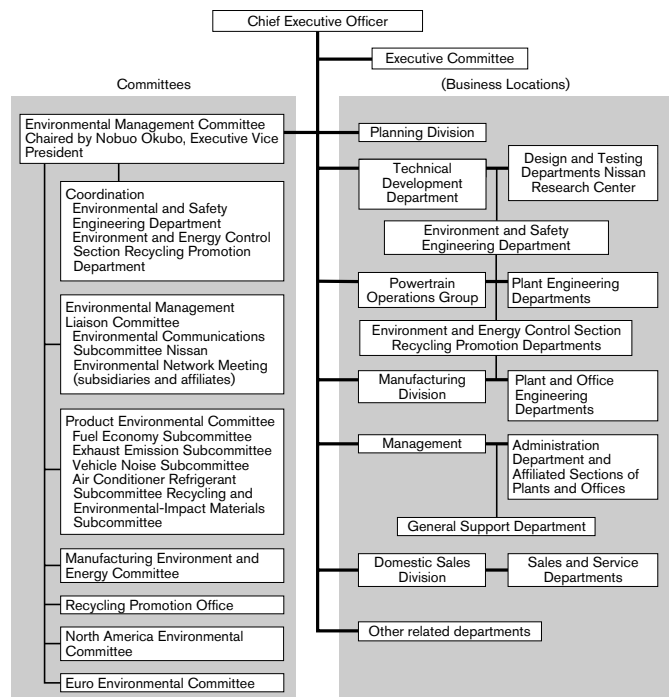 Chief Executive Officer
Executive Committee
Committees
(Business Locations)
Environmental Management Committee
Chaired by Nobuo Okubo, Executive Vice
President
Coordination
Environmental and Safety
Engineering Department
Environment and Energy Control
Section Recycling Promotion
Department
Environmental Management
Liaison Committee
Environmental Communications
Subcommittee Nissan
Environmental Network Meeting
(subsidiaries and affiliates)
Product Environmental Committee
Fuel Economy Subcommittee
Exhaust Emission Subcommittee
Vehicle Noise Subcommittee
Air Conditioner Refrigerant
Subcommittee Recycling and
Environmental-Impact Materials
Subcommittee
Manufacturing Environment and
Energy Committee
Recycling Promotion Office
North America Environmental
Committee
Euro Environmental Committee
Planning Division
Technical
Development
Department
Design and Testing
Departments Nissan
Research Center
Environment and Safety
Engineering Department
Powertrain
Operations Group
Plant Engineering
Departments
Environment and Energy Control Section
Recycling Promotion Departments
Manufacturing
Division
Plant and Office
Engineering
Departments
Management
Administration
Department and
Affiliated Sections of
Plants and Offices
General Support Department
Domestic Sales
Division
Sales and Service
Departments
Other related departments